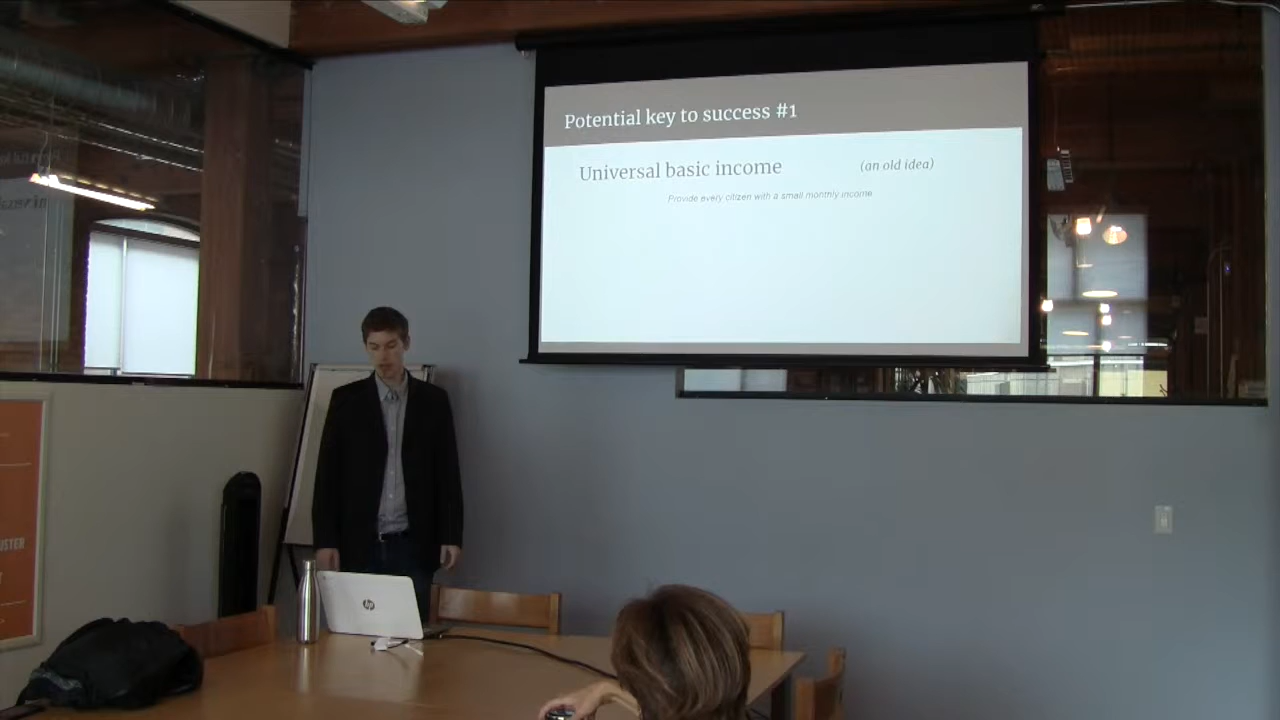 Potential key to success #1
Universal basic income (an old idea)
Provide every citizen with a small monthly income
hp